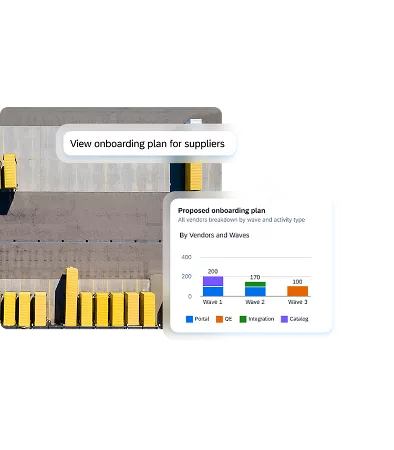 View onboarding plan for suppliers
Proposed onboarding plan
All vendors breakdown by wave and activity type
By Vendors and Waves
400
200
0
200
170
100
Wave 1
Wave 2
Wave 3
Portal
QE
Integration
Catalog